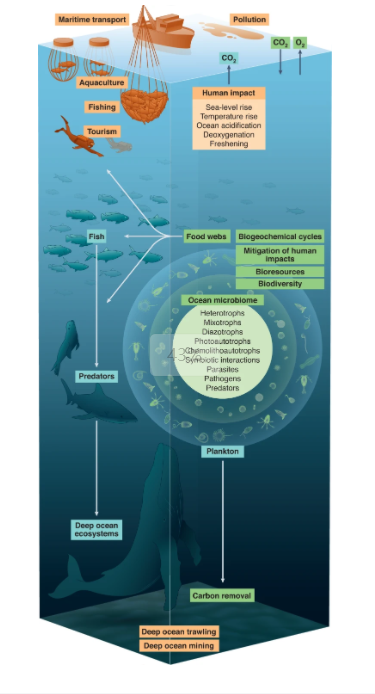 Maritime transport
Pollution
CO₂
O₂
CO₂
Aquaculture
Fishing
Tourism
Human impact
Sea-level rise
Temperature rise
Ocean acidification
Deoxygenation
Freshening
Fish
Food webs
Biogeochemical cycles
Mitigation of human
impacts
Bioresources
Biodiversity
Ocean microbiome
Heterotrophs
Mixotrophs
Diazotrophs
Photoautotrophs
Chemolithoautotrophs
Symbiotic interactions
Parasites
Pathogens
Predators
Predators
Plankton
Deep ocean
ecosystems
Carbon removal
Deep ocean trawling
Deep ocean mining